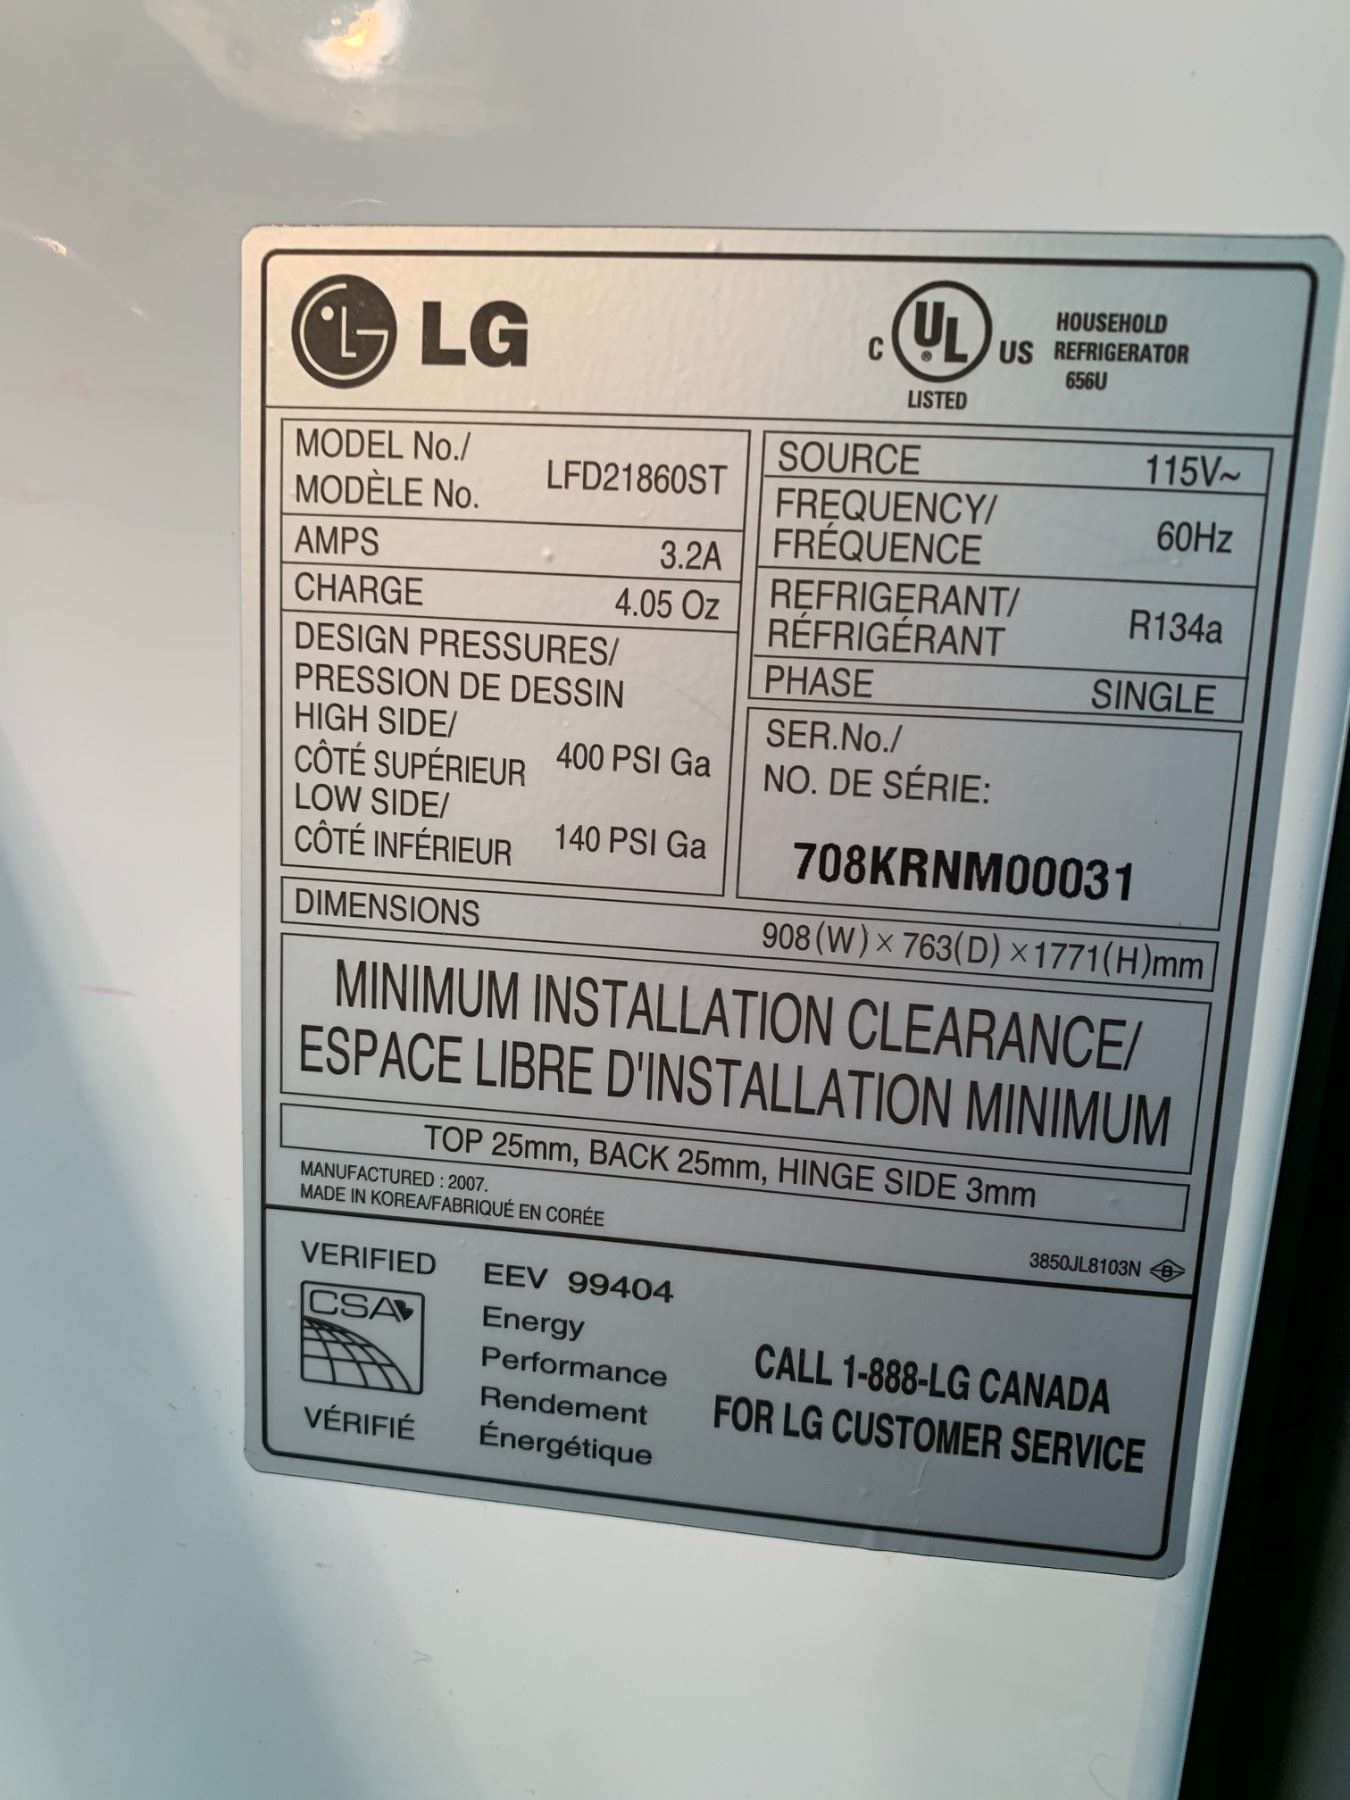 LG
C UL US
LISTED
HOUSEHOLD
REFRIGERATOR
656U
MODEL No./
MODÈLE No.
LFD21860ST
AMPS 3.2A
CHARGE 4.05 Oz
DESIGN PRESSURES/
PRESSION DE DESSIN
HIGH SIDE/
CÔTÉ SUPÉRIEUR 400 PSI Ga
LOW SIDE/
CÔTÉ INFÉRIEUR 140 PSI Ga
SOURCE 115V~
FREQUENCY/
FRÉQUENCE
60Hz
REFRIGERANT/
RÉFRIGÉRANT
R134a
PHASE SINGLE
SER.No./
NO. DE SÉRIE:
708KRNM00031
DIMENSIONS 908(W)×763(D)×1771(H)mm
MINIMUM INSTALLATION CLEARANCE/
ESPACE LIBRE D'INSTALLATION MINIMUM
TOP 25mm, BACK 25mm, HINGE SIDE 3mm
MANUFACTURED : 2007.
MADE IN KOREA/FABRIQUÉ EN CORÉE
3850JL8103N B
VERIFIED
CSA
VÉRIFIÉ
EEV 99404
Energy
Performance
Rendement
Énergétique
CALL 1-888-LG CANADA
FOR LG CUSTOMER SERVICE